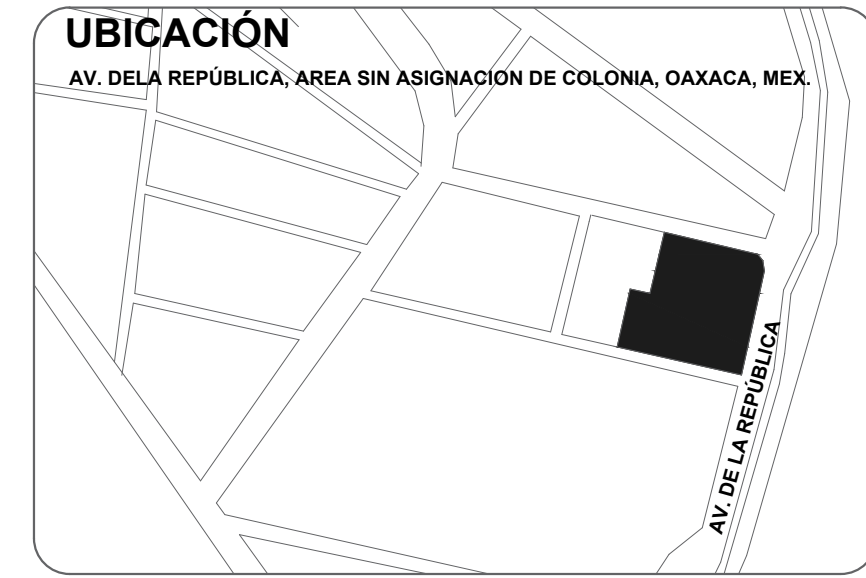 UBICACIÓN
AV. DELA REPÚBLICA, AREA SIN ASIGNACION DE COLONIA, OAXACA, MEX.
AV. DE LA REPÚBLICA